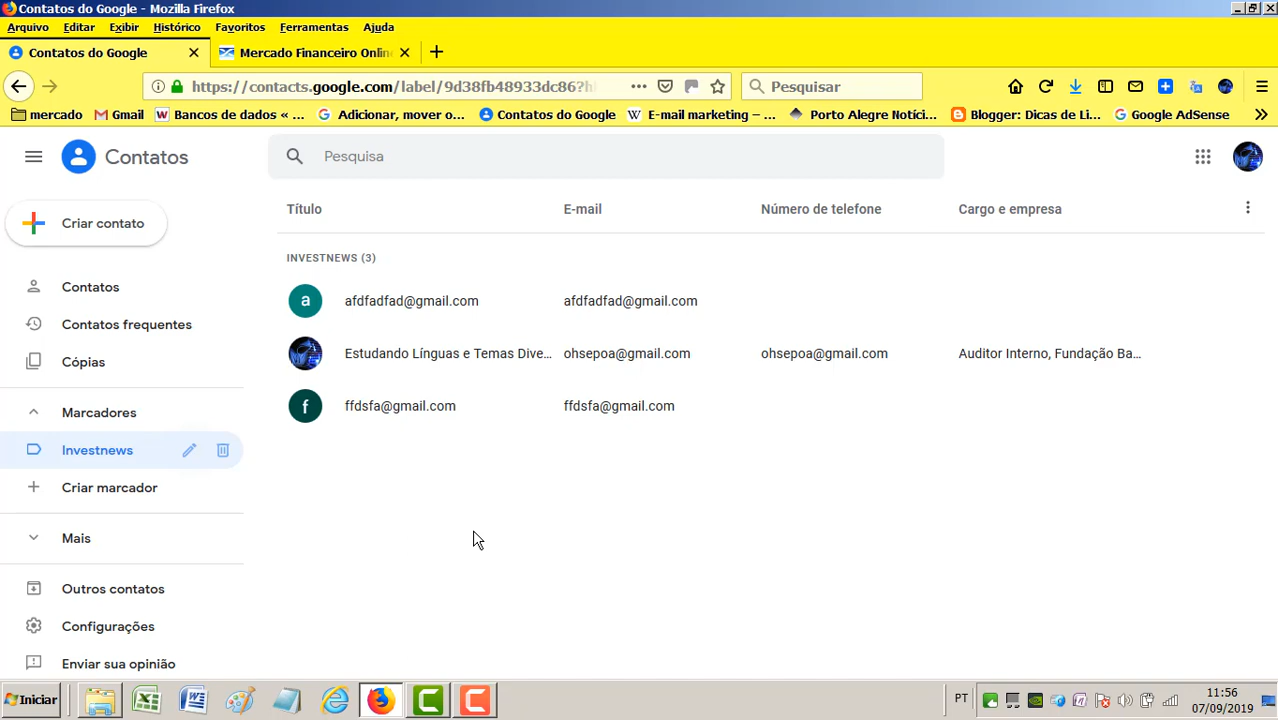 Contatos do Google - Mozilla Firefox
Arquivo Editar Exibir Histórico Favoritos Ferramentas Ajuda
Contatos do Google Mercado Financeiro Onlin
https://contacts.google.com/label/9d38fb48933dc86?h Pesquisar
mercado Gmail Bancos de dados « ... Adicionar, mover o... Contatos do Google E-mail marketing – ... Porto Alegre Notíci... Blogger: Dicas de Li... Google AdSense
Contatos Pesquisa
Título E-mail Número de telefone Cargo e empresa
Criar contato
INVESTNEWS (3)
Contatos
a afdfadfad@gmail.com afdfadfad@gmail.com
Contatos frequentes
Estudando Línguas e Temas Dive... ohsepoa@gmail.com ohsepoa@gmail.com Auditor Interno, Fundação Ba...
Cópias
f ffdsfa@gmail.com ffdsfa@gmail.com
Marcadores
Investnews
Criar marcador
Mais
Outros contatos
Configurações
Enviar sua opinião
Iniciar PT 11:56
07/09/2019